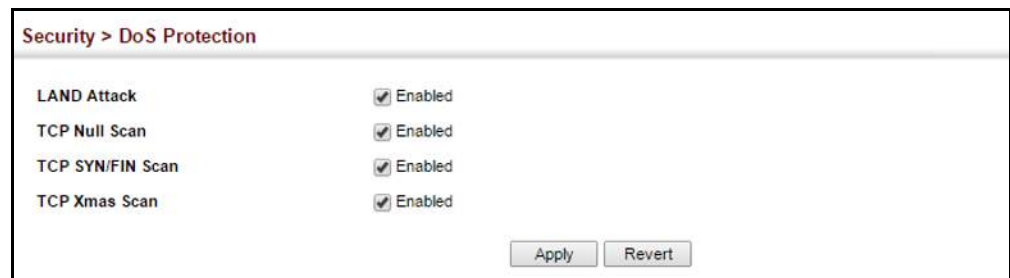 Security > DoS Protection
LAND Attack Enabled
TCP Null Scan Enabled
TCP SYN/FIN Scan Enabled
TCP Xmas Scan Enabled
Apply Revert